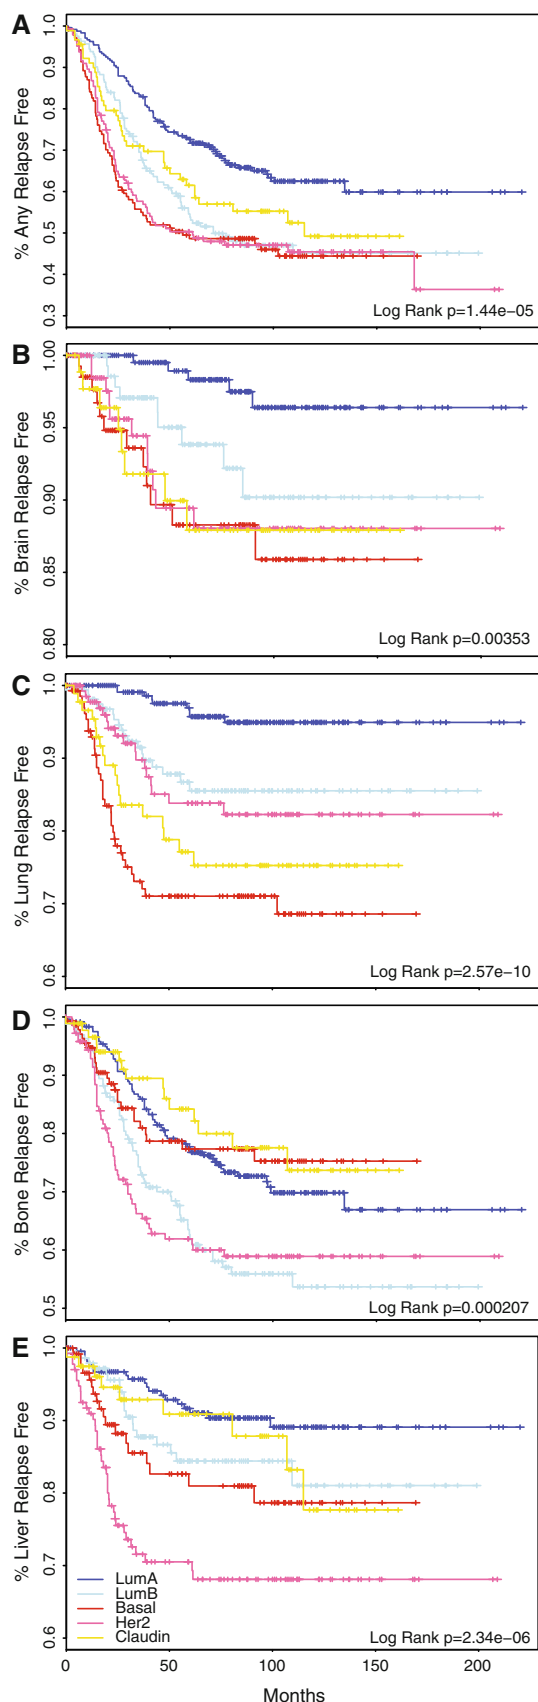 A
% Any Relapse Free
1.0
0.9
0.8
0.7
0.6
0.5
0.4
0.3
Log Rank p=1.44e−05
B
% Brain Relapse Free
1.00
0.95
0.90
0.85
0.80
Log Rank p=0.00353
C
% Lung Relapse Free
1.0
0.9
0.8
0.7
0.6
Log Rank p=2.57e−10
D
% Bone Relapse Free
1.0
0.9
0.8
0.7
0.6
0.5
Log Rank p=0.000207
E
% Liver Relapse Free
1.0
0.9
0.8
0.7
0.6
LumA
LumB
Basal
Her2
Claudin
Log Rank p=2.34e−06
0 50 100 150 200
Months